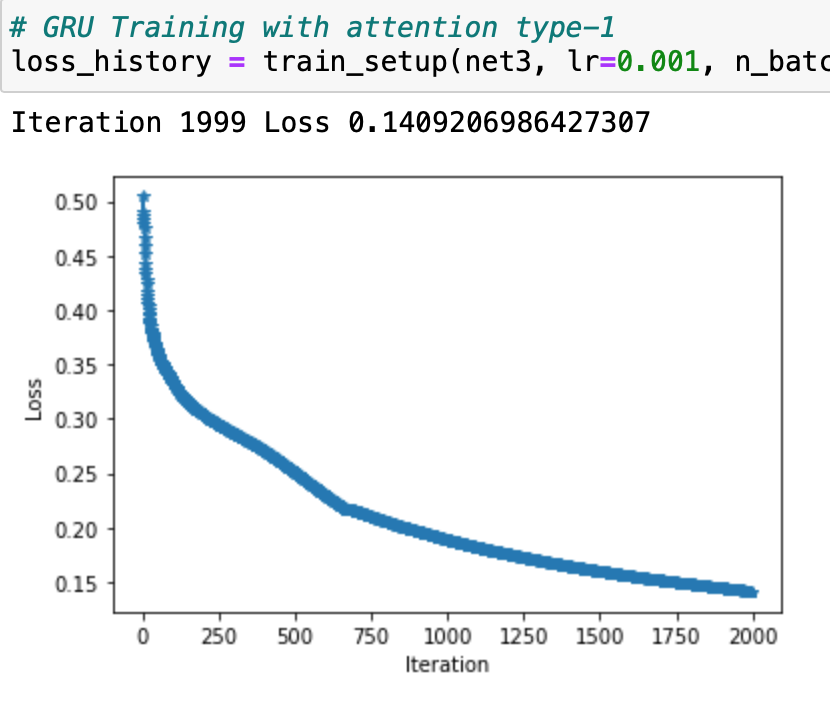 # GRU Training with attention type-1
loss_history = train_setup(net3, lr=0.001, n_batc
Iteration 1999 Loss 0.1409206986427307
0.50
0.45
0.40
0.35
0.30
0.25
0.20
0.15
Loss
0 250 500 750 1000 1250 1500 1750 2000
Iteration